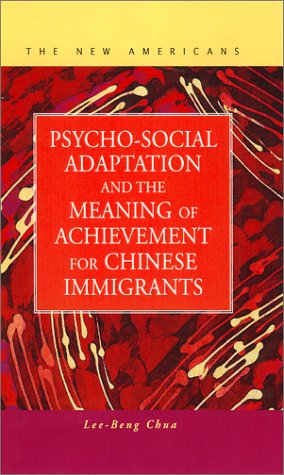 THE NEW AMERICANS
PSYCHO-SOCIAL
ADAPTATION
AND THE
MEANING OF
ACHIEVEMENT
FOR CHINESE
IMMIGRANTS
Lee-Beng Chua